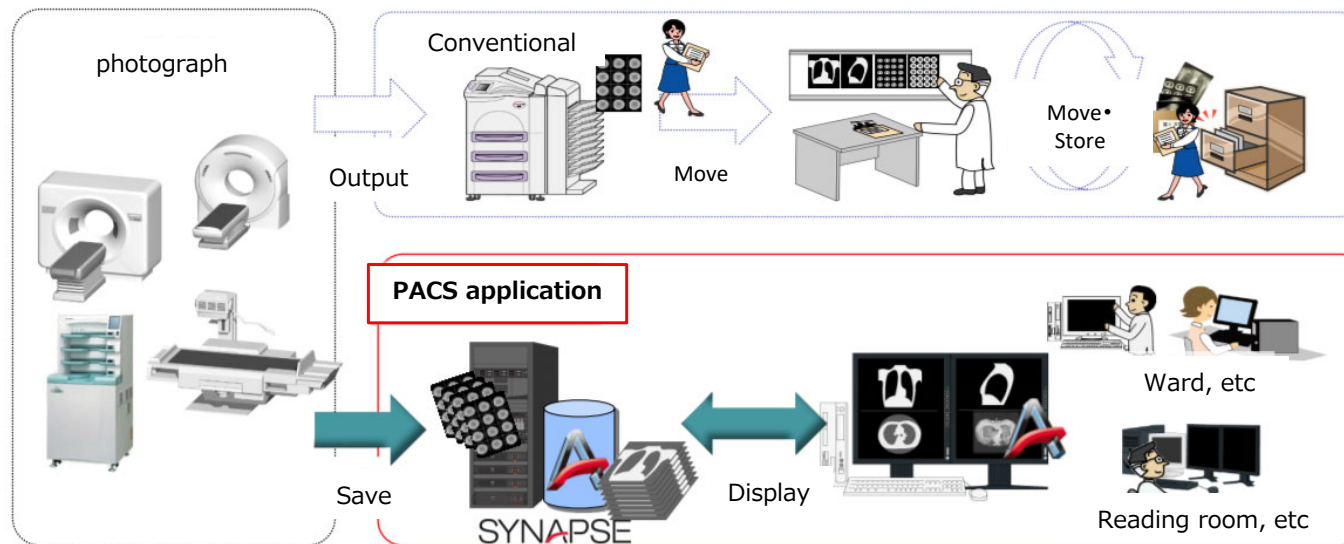 photograph
Conventional
Output
Move
Move•
Store
PACS application
Save
SYNAPSE
Display
Ward, etc
Reading room, etc